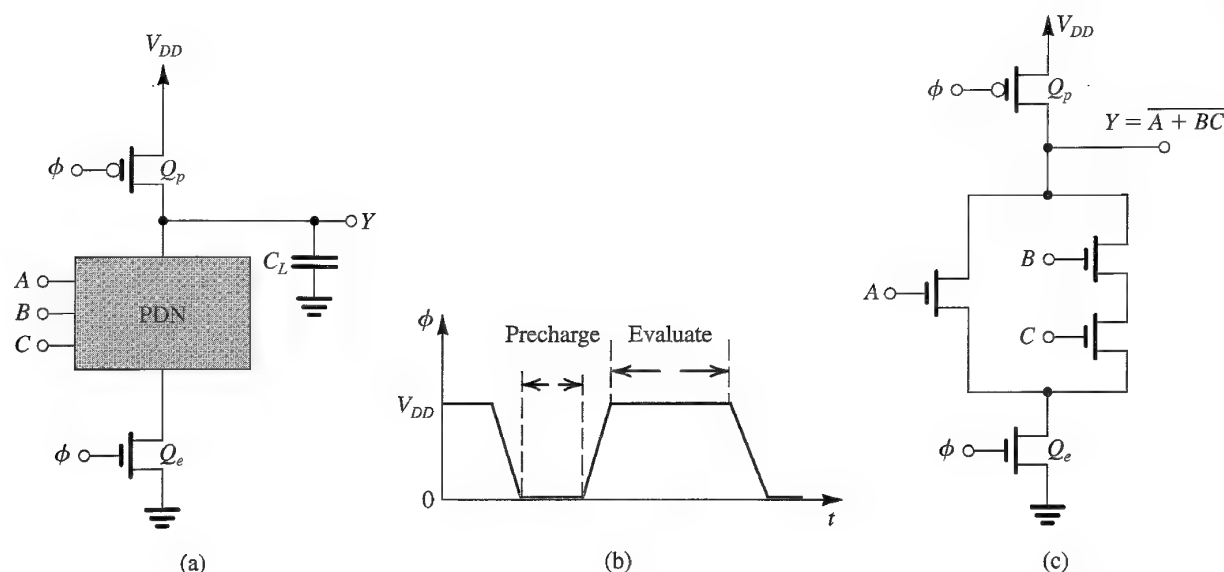 V_DD
ϕ
Q_p
Y
C_L
A
B
C
PDN
ϕ
Q_e
(a)
ϕ
Precharge Evaluate
V_DD
0
t
(b)
V_DD
ϕ
Q_p
Y = \overline{A + BC}
B
A
C
ϕ
Q_e
(c)